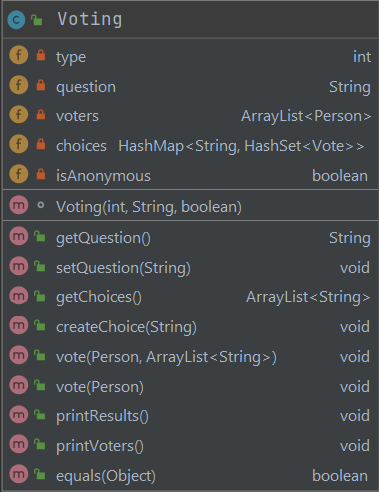 Voting
type int
question String
voters ArrayList<Person>
choices HashMap<String, HashSet<Vote>>
isAnonymous boolean
Voting(int, String, boolean)
getQuestion() String
setQuestion(String) void
getChoices() ArrayList<String>
createChoice(String) void
vote(Person, ArrayList<String>) void
vote(Person) void
printResults() void
printVoters() void
equals(Object) boolean